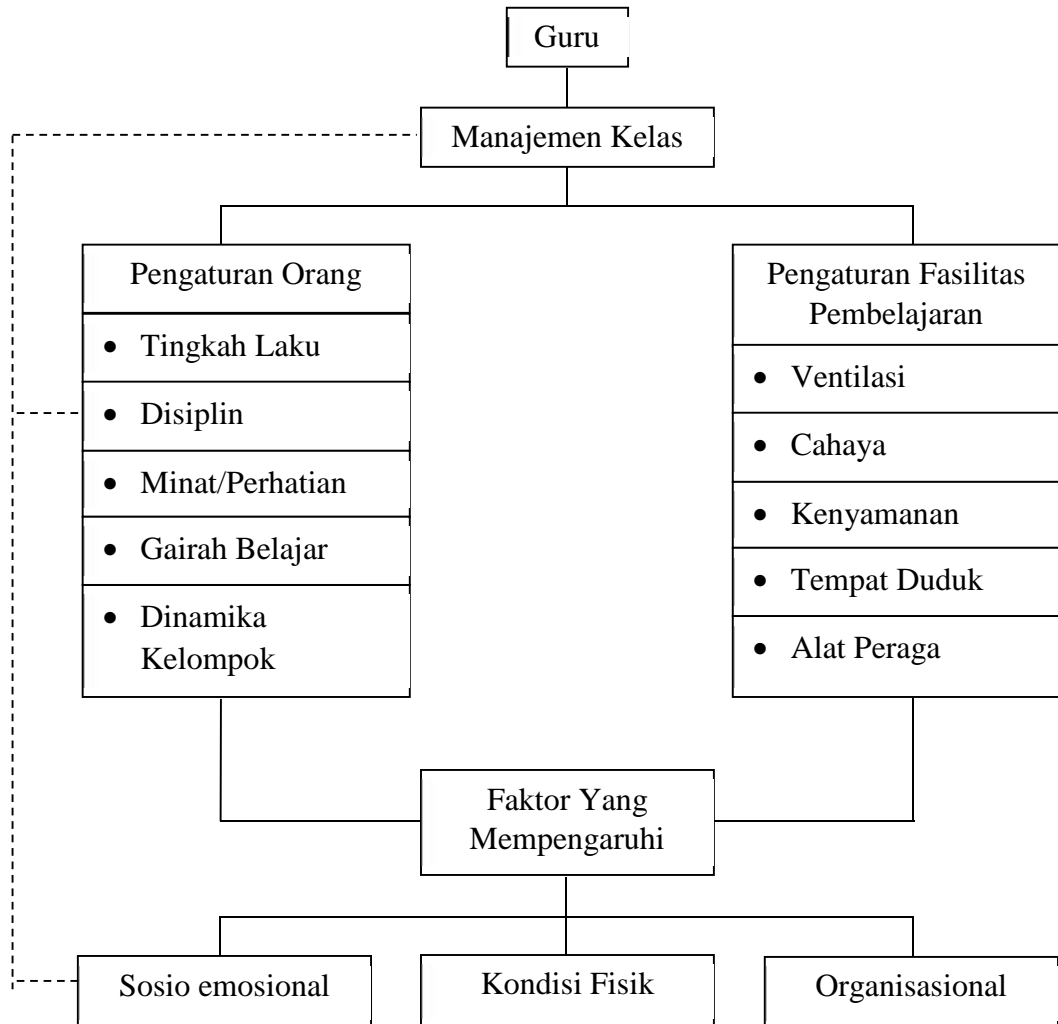 Guru
Manajemen Kelas
Pengaturan Orang
• Tingkah Laku
• Disiplin
• Minat/Perhatian
• Gairah Belajar
• Dinamika
Kelompok
Pengaturan Fasilitas
Pembelajaran
• Ventilasi
• Cahaya
• Kenyamanan
• Tempat Duduk
• Alat Peraga
Faktor Yang
Mempengaruhi
Sosio emosional
Kondisi Fisik
Organisasional